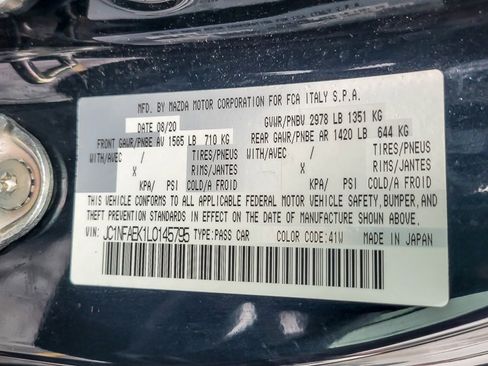 MFD. BY MAZDA MOTOR CORPORATION FOR FCA ITALY S.P.A.
DATE 08/20 GVWR/PNBV 2978 LB 1351 KG
FRONT GAWR/PNBE AV 1565 LB 710 KG REAR GAWR/PNBE AR 1420 LB 644 KG
WITH/AVEC / TIRES/PNEUS WITH/AVEC / TIRES/PNEUS
X RIMS/JANTES X RIMS/JANTES
KPA/ PSI COLD/A FROID KPA/ PSI COLD/A FROID
THIS VEHICLE CONFORMS TO ALL APPLICABLE FEDERAL MOTOR VEHICLE SAFETY, BUMPER, AND
THEFT PREVENTION STANDARDS IN EFFECT ON THE DATE OF MANUFACTURE SHOWN ABOVE.
VIN: JC1NFAEK1L0145795 TYPE: PASS CAR COLOR CODE: 41W MADE IN JAPAN